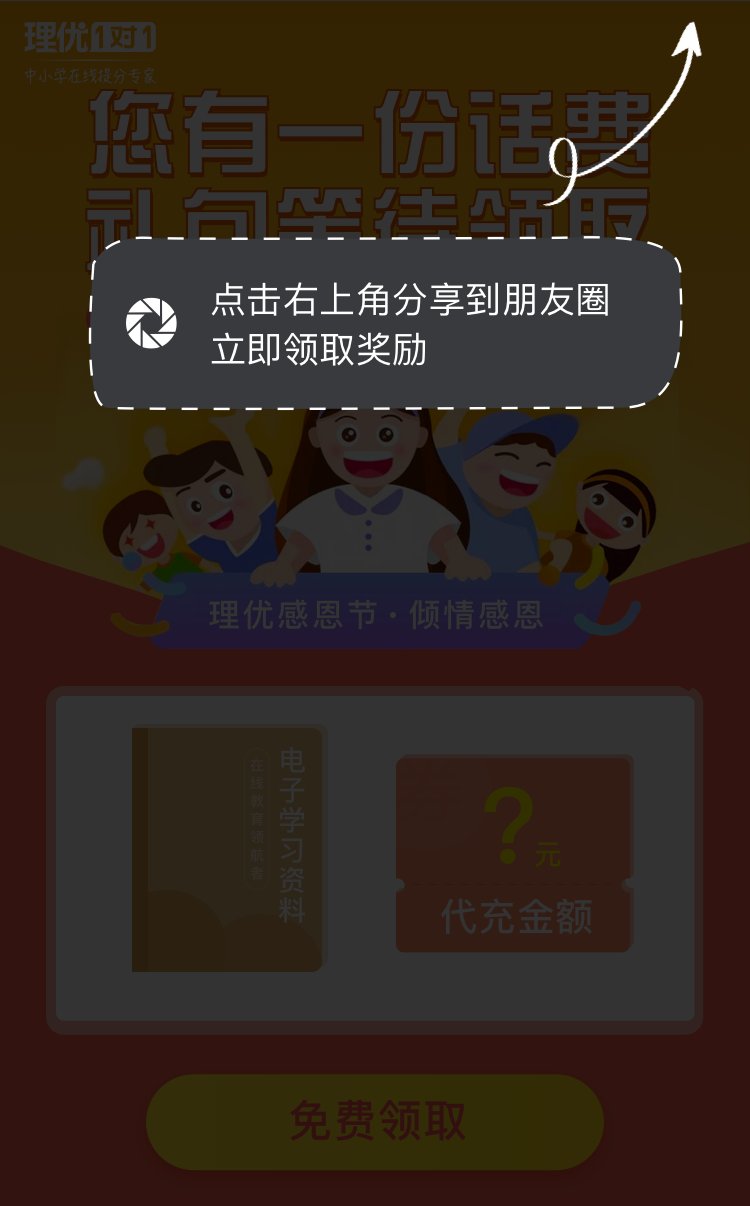 理优1对1
中小学在线提分专家
您有一份话费
礼包等待领取
点击右上角分享到朋友圈
立即领取奖励
理优感恩节·倾情感恩
电子学习资料
在线教育领航者
?元
代充金额
免费领取